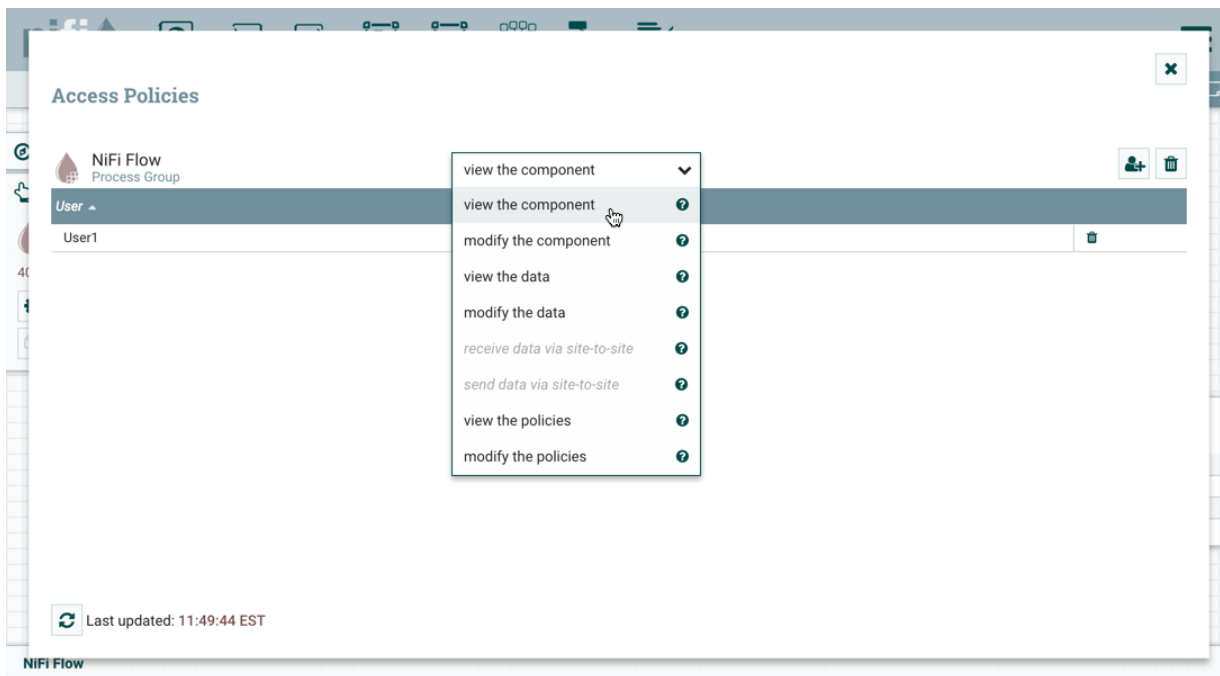 Access Policies
NiFi Flow
Process Group
view the component
User
view the component
User1
modify the component
view the data
modify the data
receive data via site-to-site
send data via site-to-site
view the policies
modify the policies
Last updated: 11:49:44 EST
NiFi Flow